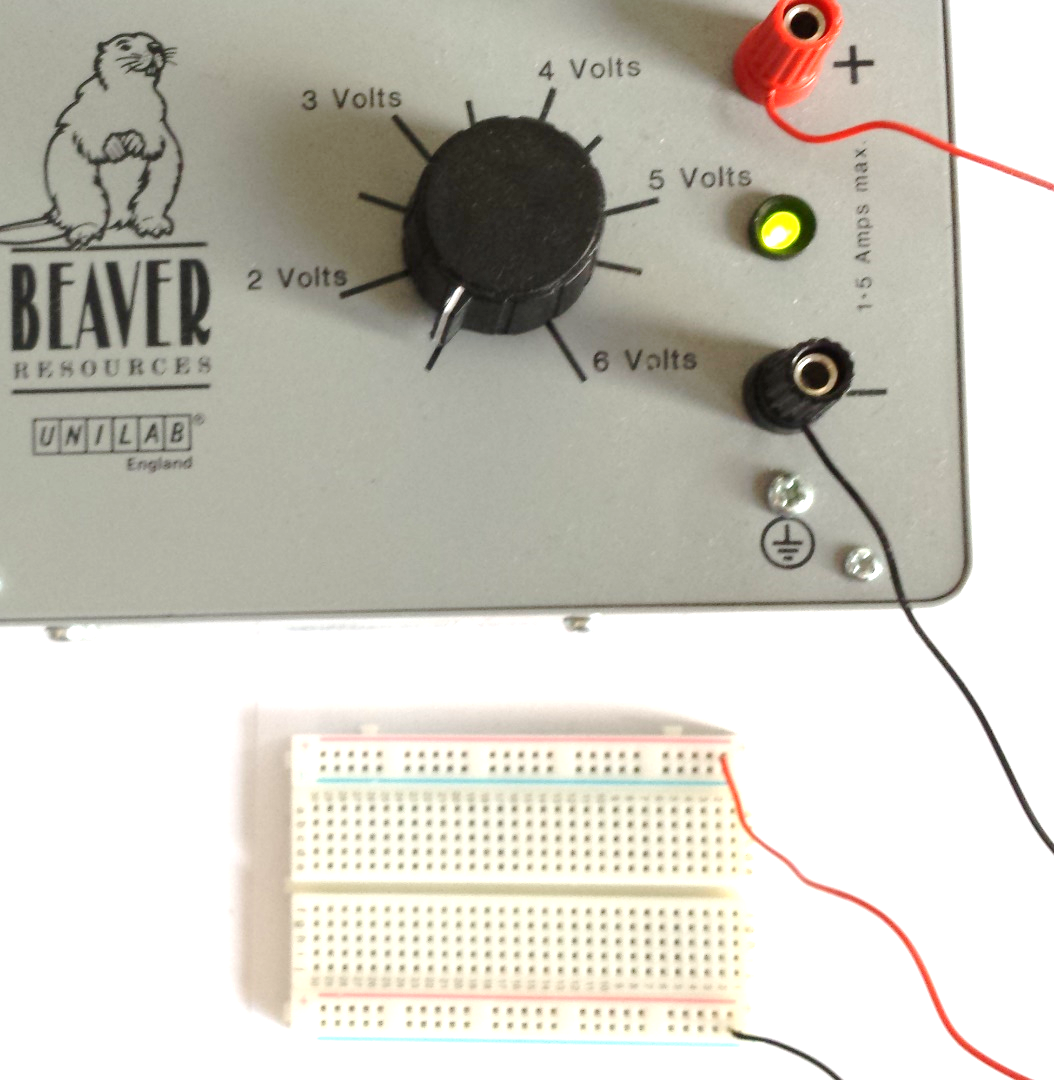 4 Volts
3 Volts
+
5 Volts
1·5 Amps max.
2 Volts
BEAVER
RESOURCES
6 Volts
—
UNILAB®
England